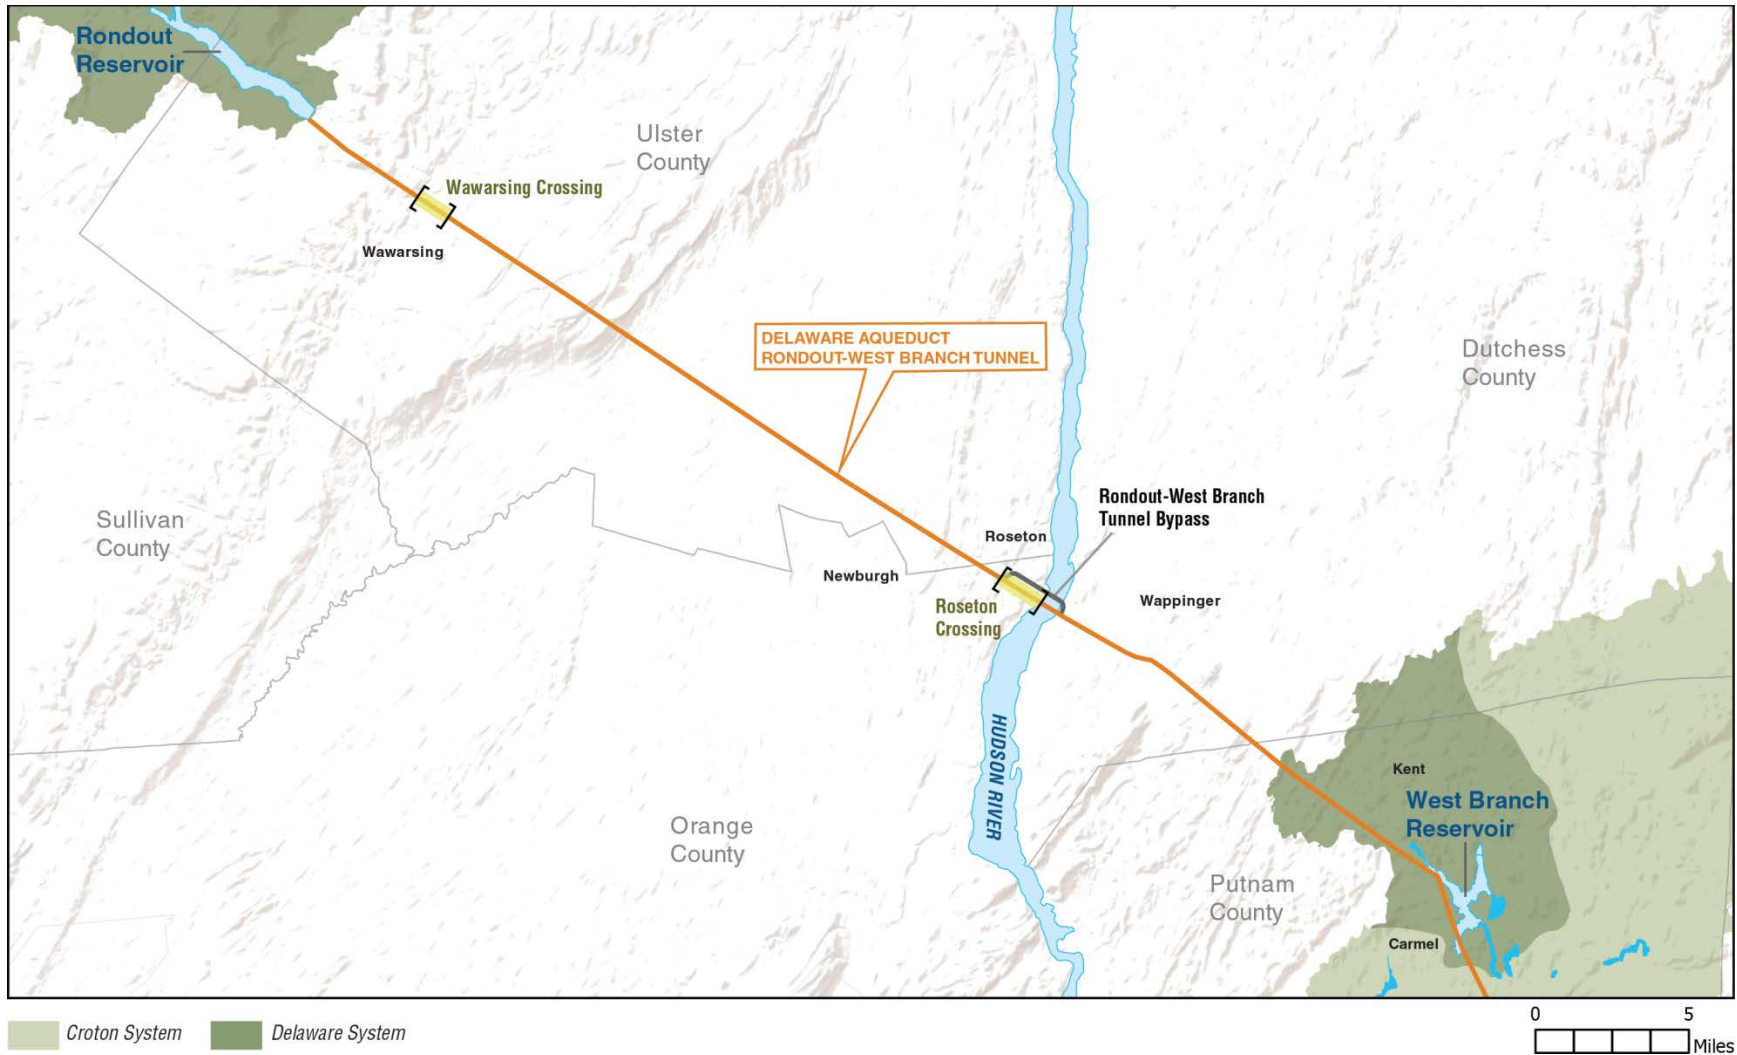 Rondout
Reservoir
Ulster
County
Wawarsing Crossing
Wawarsing
DELAWARE AQUEDUCT
RONDOUT-WEST BRANCH TUNNEL
Dutchess
County
Sullivan
County
Rondout-West Branch
Tunnel Bypass
Roseton
Newburgh
Roseton
Crossing
Wappinger
HUDSON RIVER
Kent
West Branch
Reservoir
Orange
County
Putnam
County
Carmel
Croton System
Delaware System
0 5
Miles